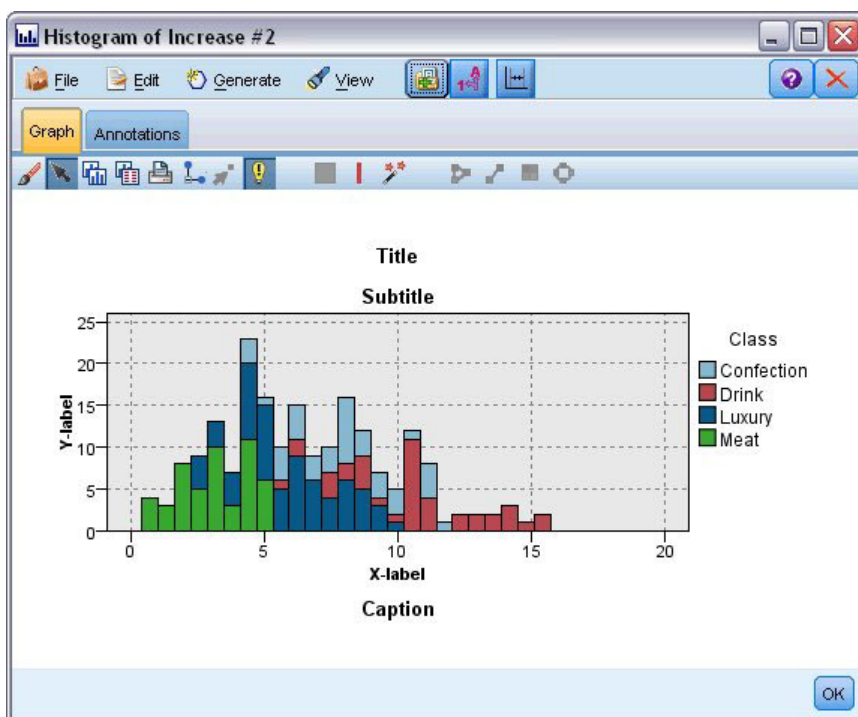 Histogram of Increase #2
File Edit Generate View
Graph Annotations
Title
Subtitle
25
20
15
10
5
0
Y-label
0 5 10 15 20
X-label
Caption
Class
Confection
Drink
Luxury
Meat
OK